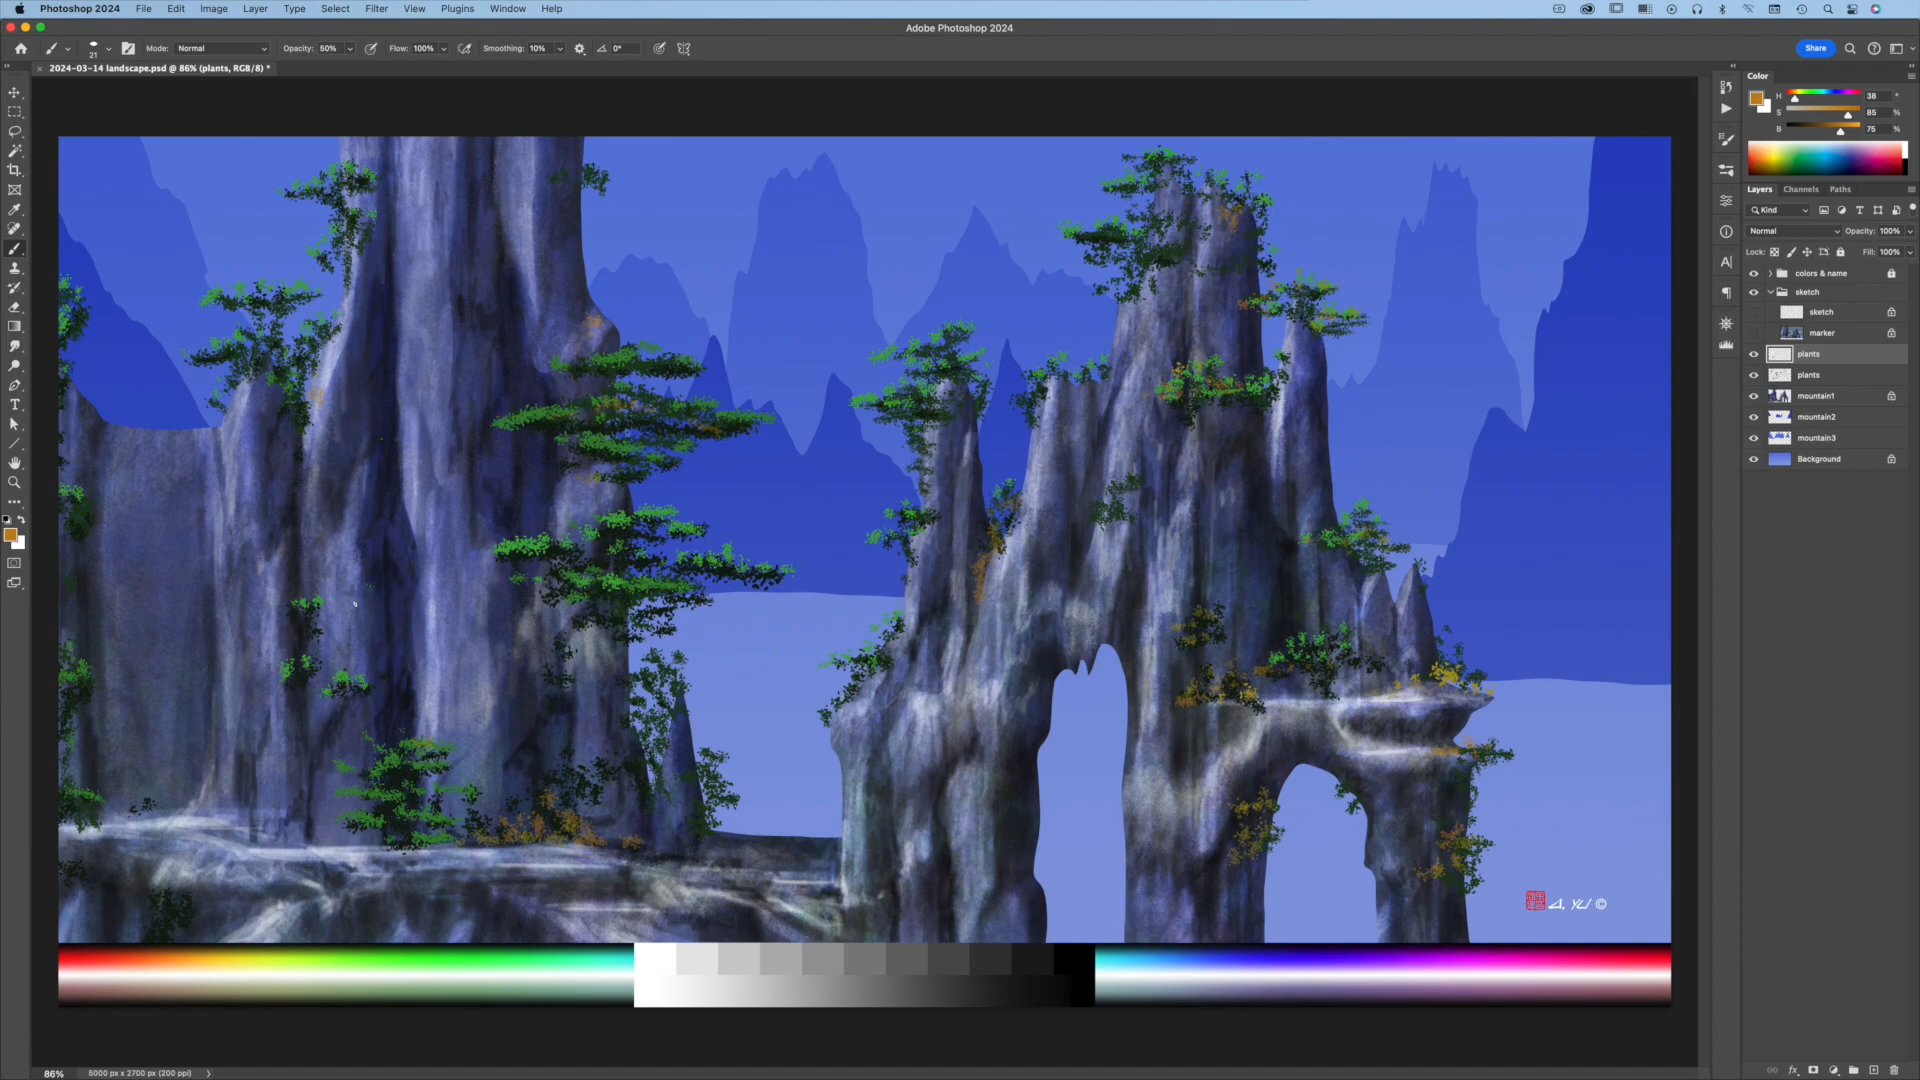 Photoshop 2024 File Edit Image Layer Type Select Filter View Plugins Window Help
Adobe Photoshop 2024
21 Mode: Normal Opacity: 50% Flow: 100% Smoothing: 10% 0° Share
× 2024-03-14 landscape.psd @ 86% (plants, RGB/8) *
Color
H 38 °
S 85 %
B 75 %
Layers Channels Paths
Kind
Normal Opacity: 100%
Lock: Fill: 100%
colors & name
sketch
sketch
marker
plants
plants
mountain1
mountain2
mountain3
Background
A. YU ©
86% 5000 px x 2700 px (200 ppi)